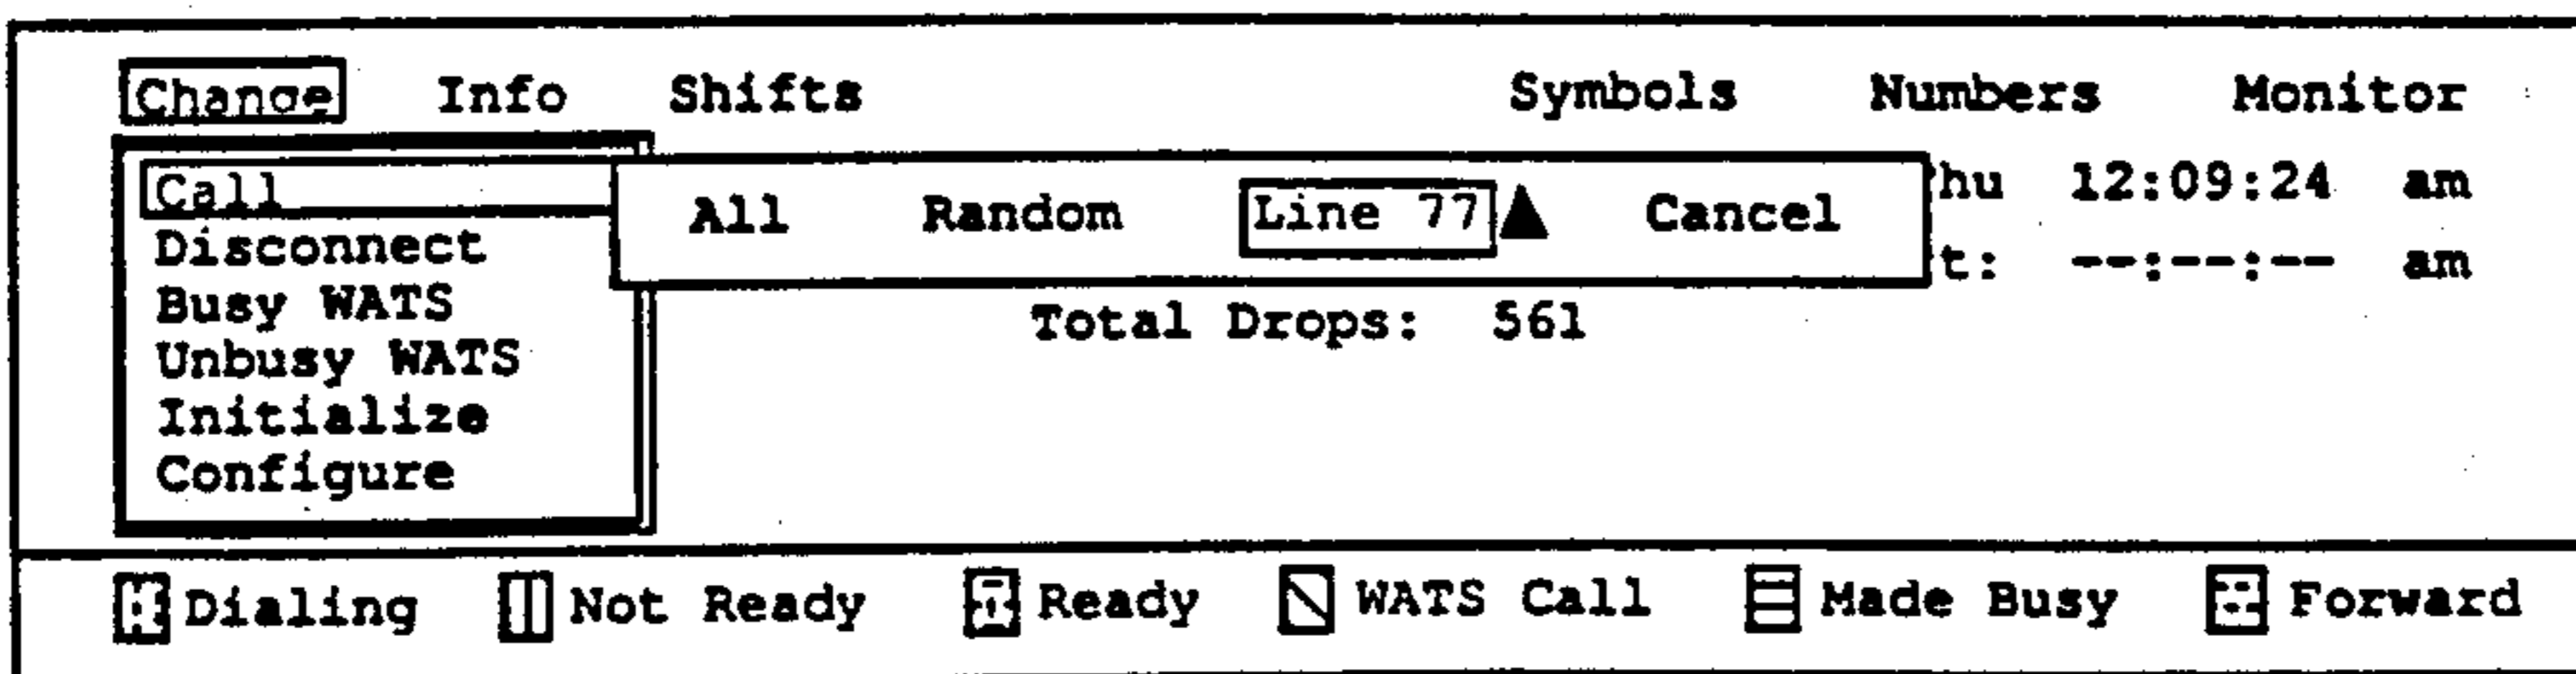 Change Info Shifts Symbols Numbers Monitor
Call All Random Line 77 Cancel hu 12:09:24 am
Disconnect t: --:--:-- am
Busy WATS Total Drops: 561
Unbusy WATS
Initialize
Configure
Dialing Not Ready Ready WATS Call Made Busy Forward